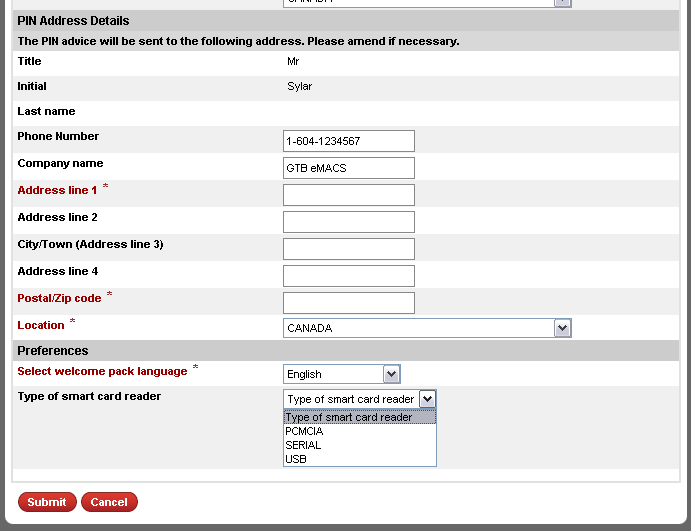 CANADA
PIN Address Details
The PIN advice will be sent to the following address. Please amend if necessary.
Title Mr
Initial Sylar
Last name
Phone Number 1-604-1234567
Company name GTB eMACS
Address line 1 *
Address line 2
City/Town (Address line 3)
Address line 4
Postal/Zip code *
Location * CANADA
Preferences
Select welcome pack language * English
Type of smart card reader Type of smart card reader
Type of smart card reader
PCMCIA
SERIAL
USB
Submit Cancel